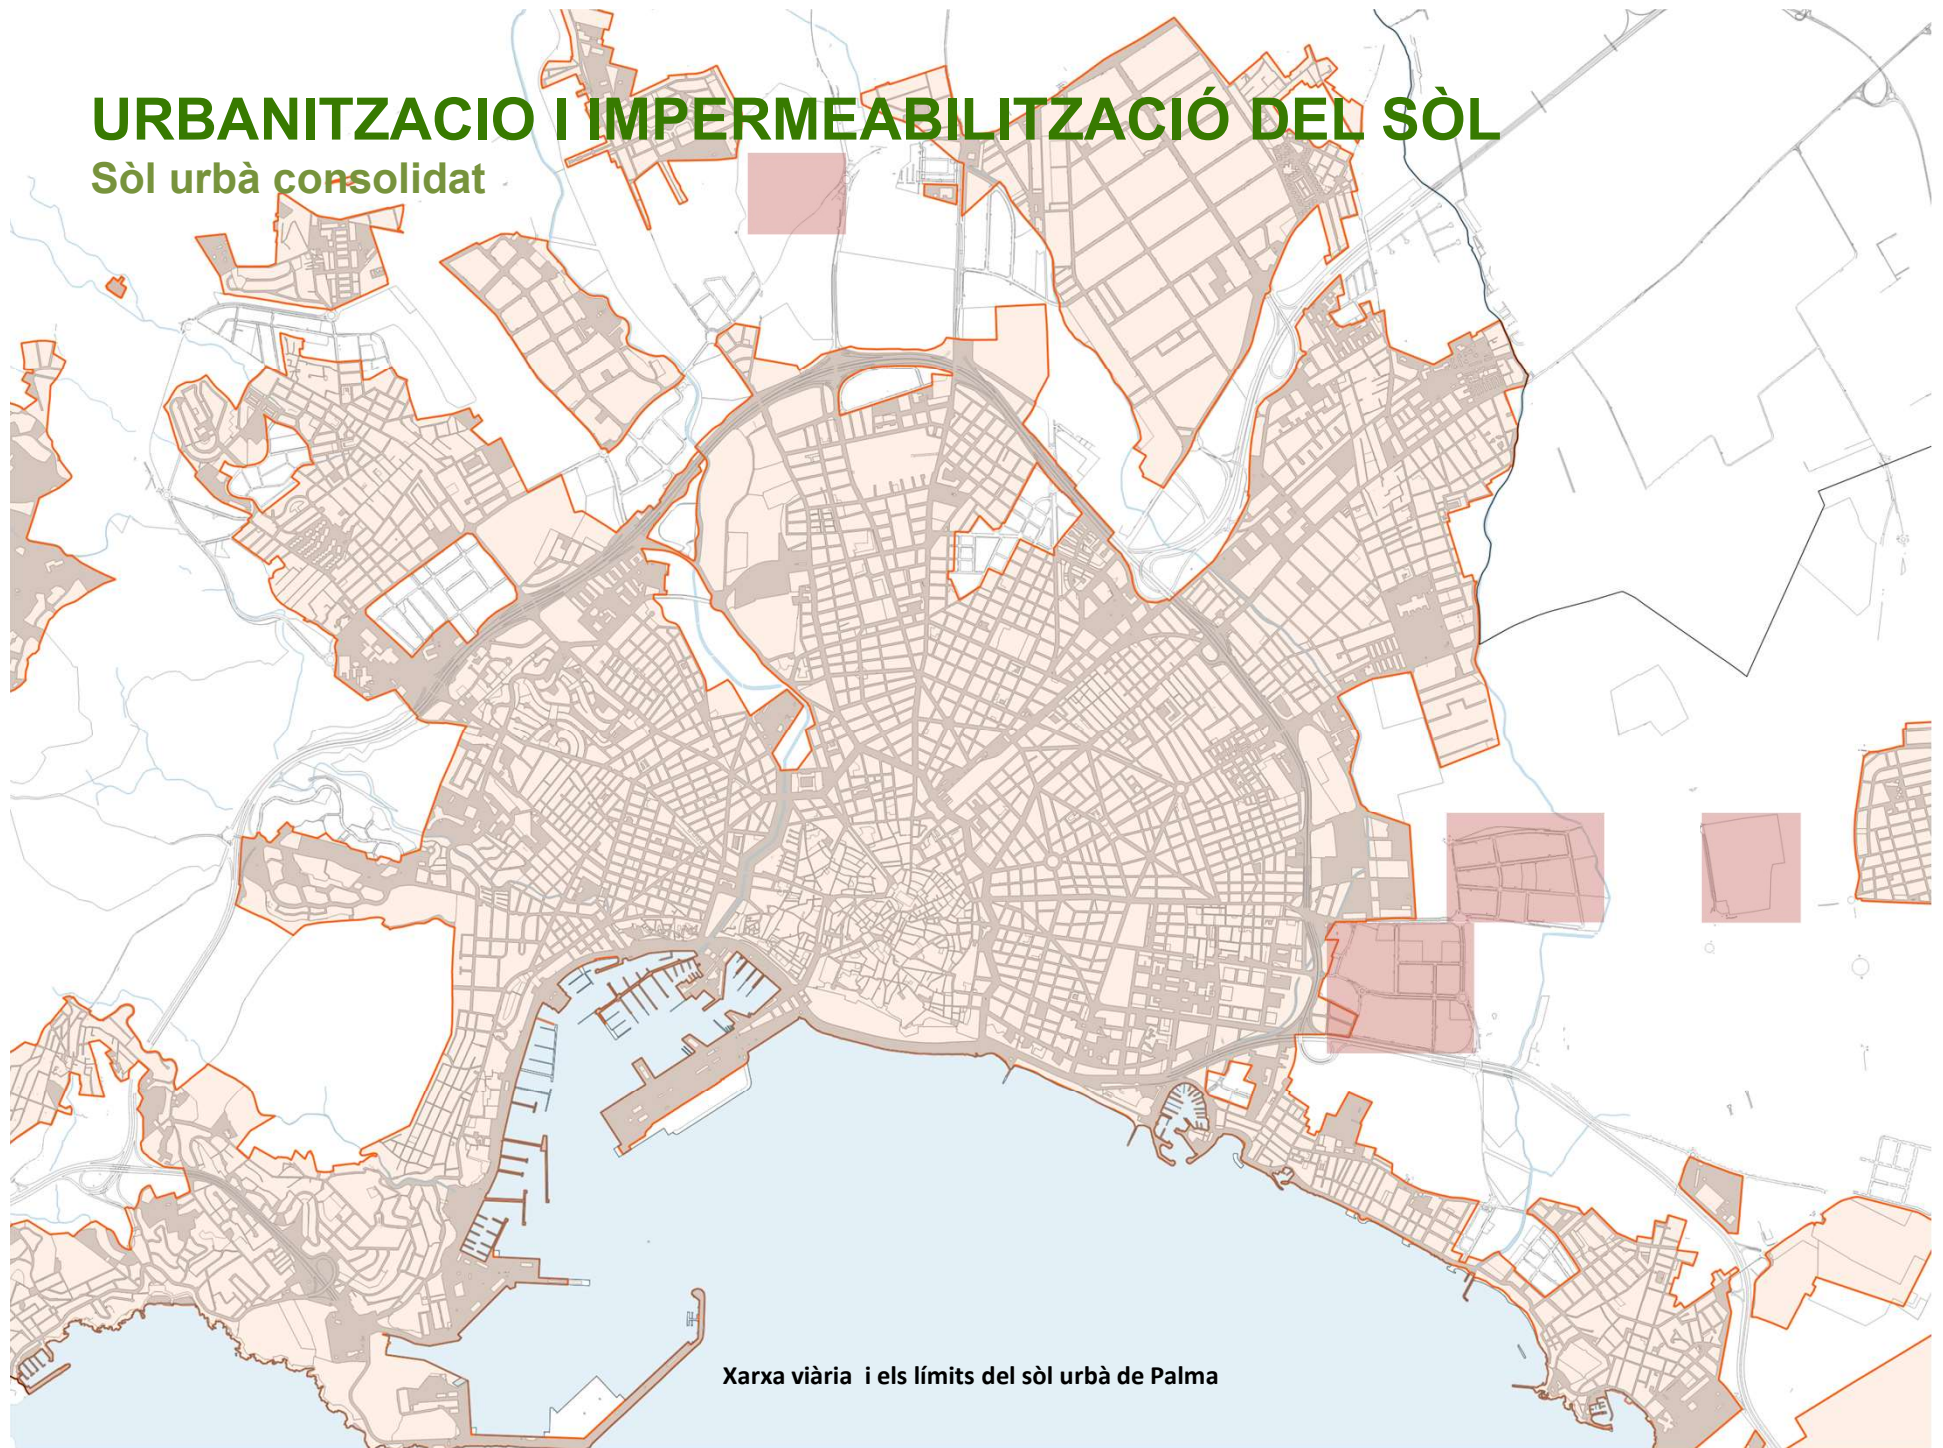 URBANITZACIO I IMPERMEABILITZACIÓ DEL SÒL
Sòl urbà consolidat
Xarxa viària i els límits del sòl urbà de Palma